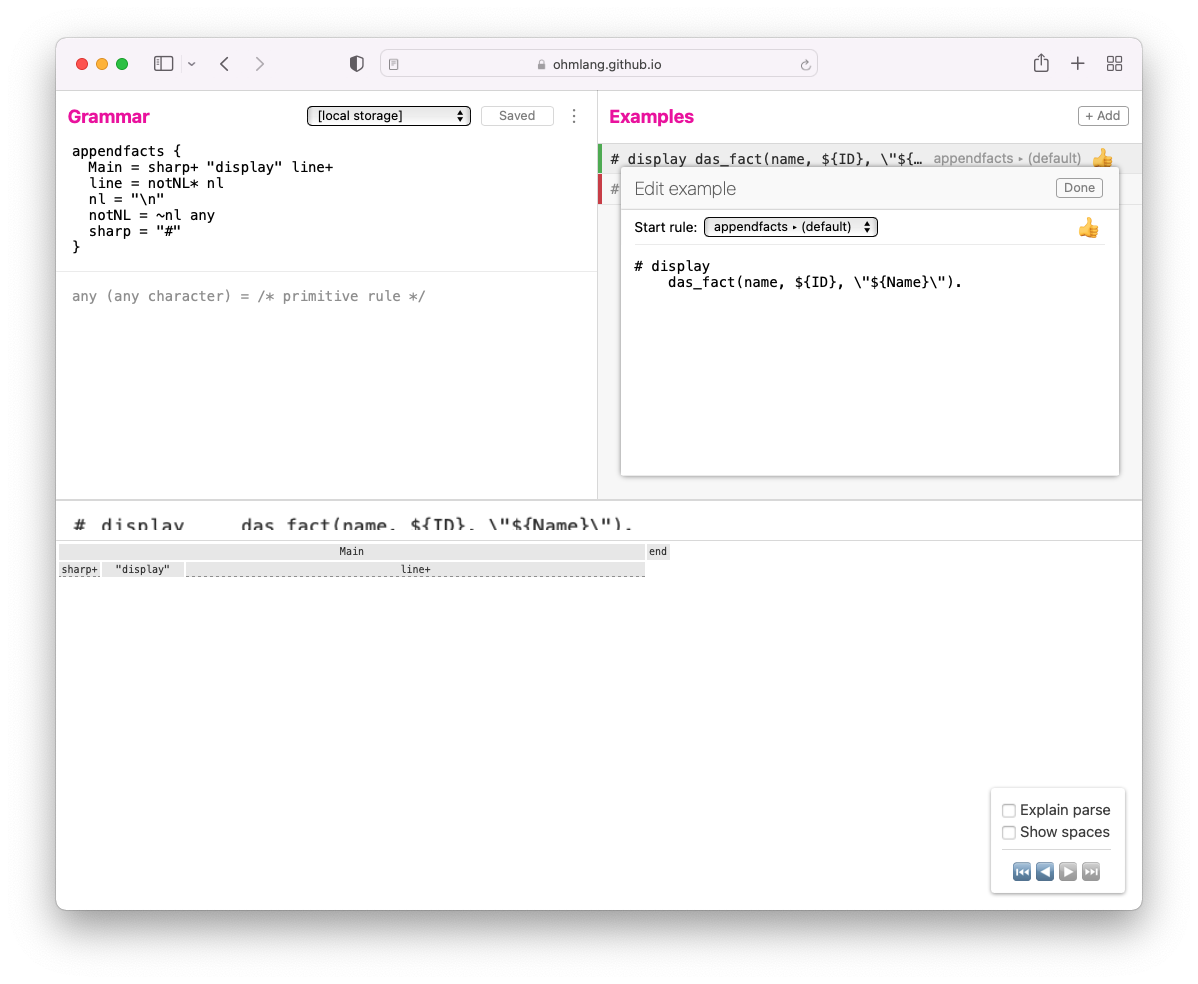 ohmlang.github.io
Grammar
[local storage]
Saved
Examples
+ Add
appendfacts {
  Main = sharp+ "display" line+
  line = notNL* nl
  nl = "\n"
  notNL = ~nl any
  sharp = "#"
}
any (any character) = /* primitive rule */
# display das_fact(name, ${ID}, \"${… appendfacts ▸ (default) 👍
#
Edit example
Done
Start rule: appendfacts ▸ (default) 👍
# display
    das_fact(name, ${ID}, \"${Name}\").
# display    das_fact(name, ${ID}, \"${Name}\").
Main end
sharp+ "display" line+
Explain parse
Show spaces